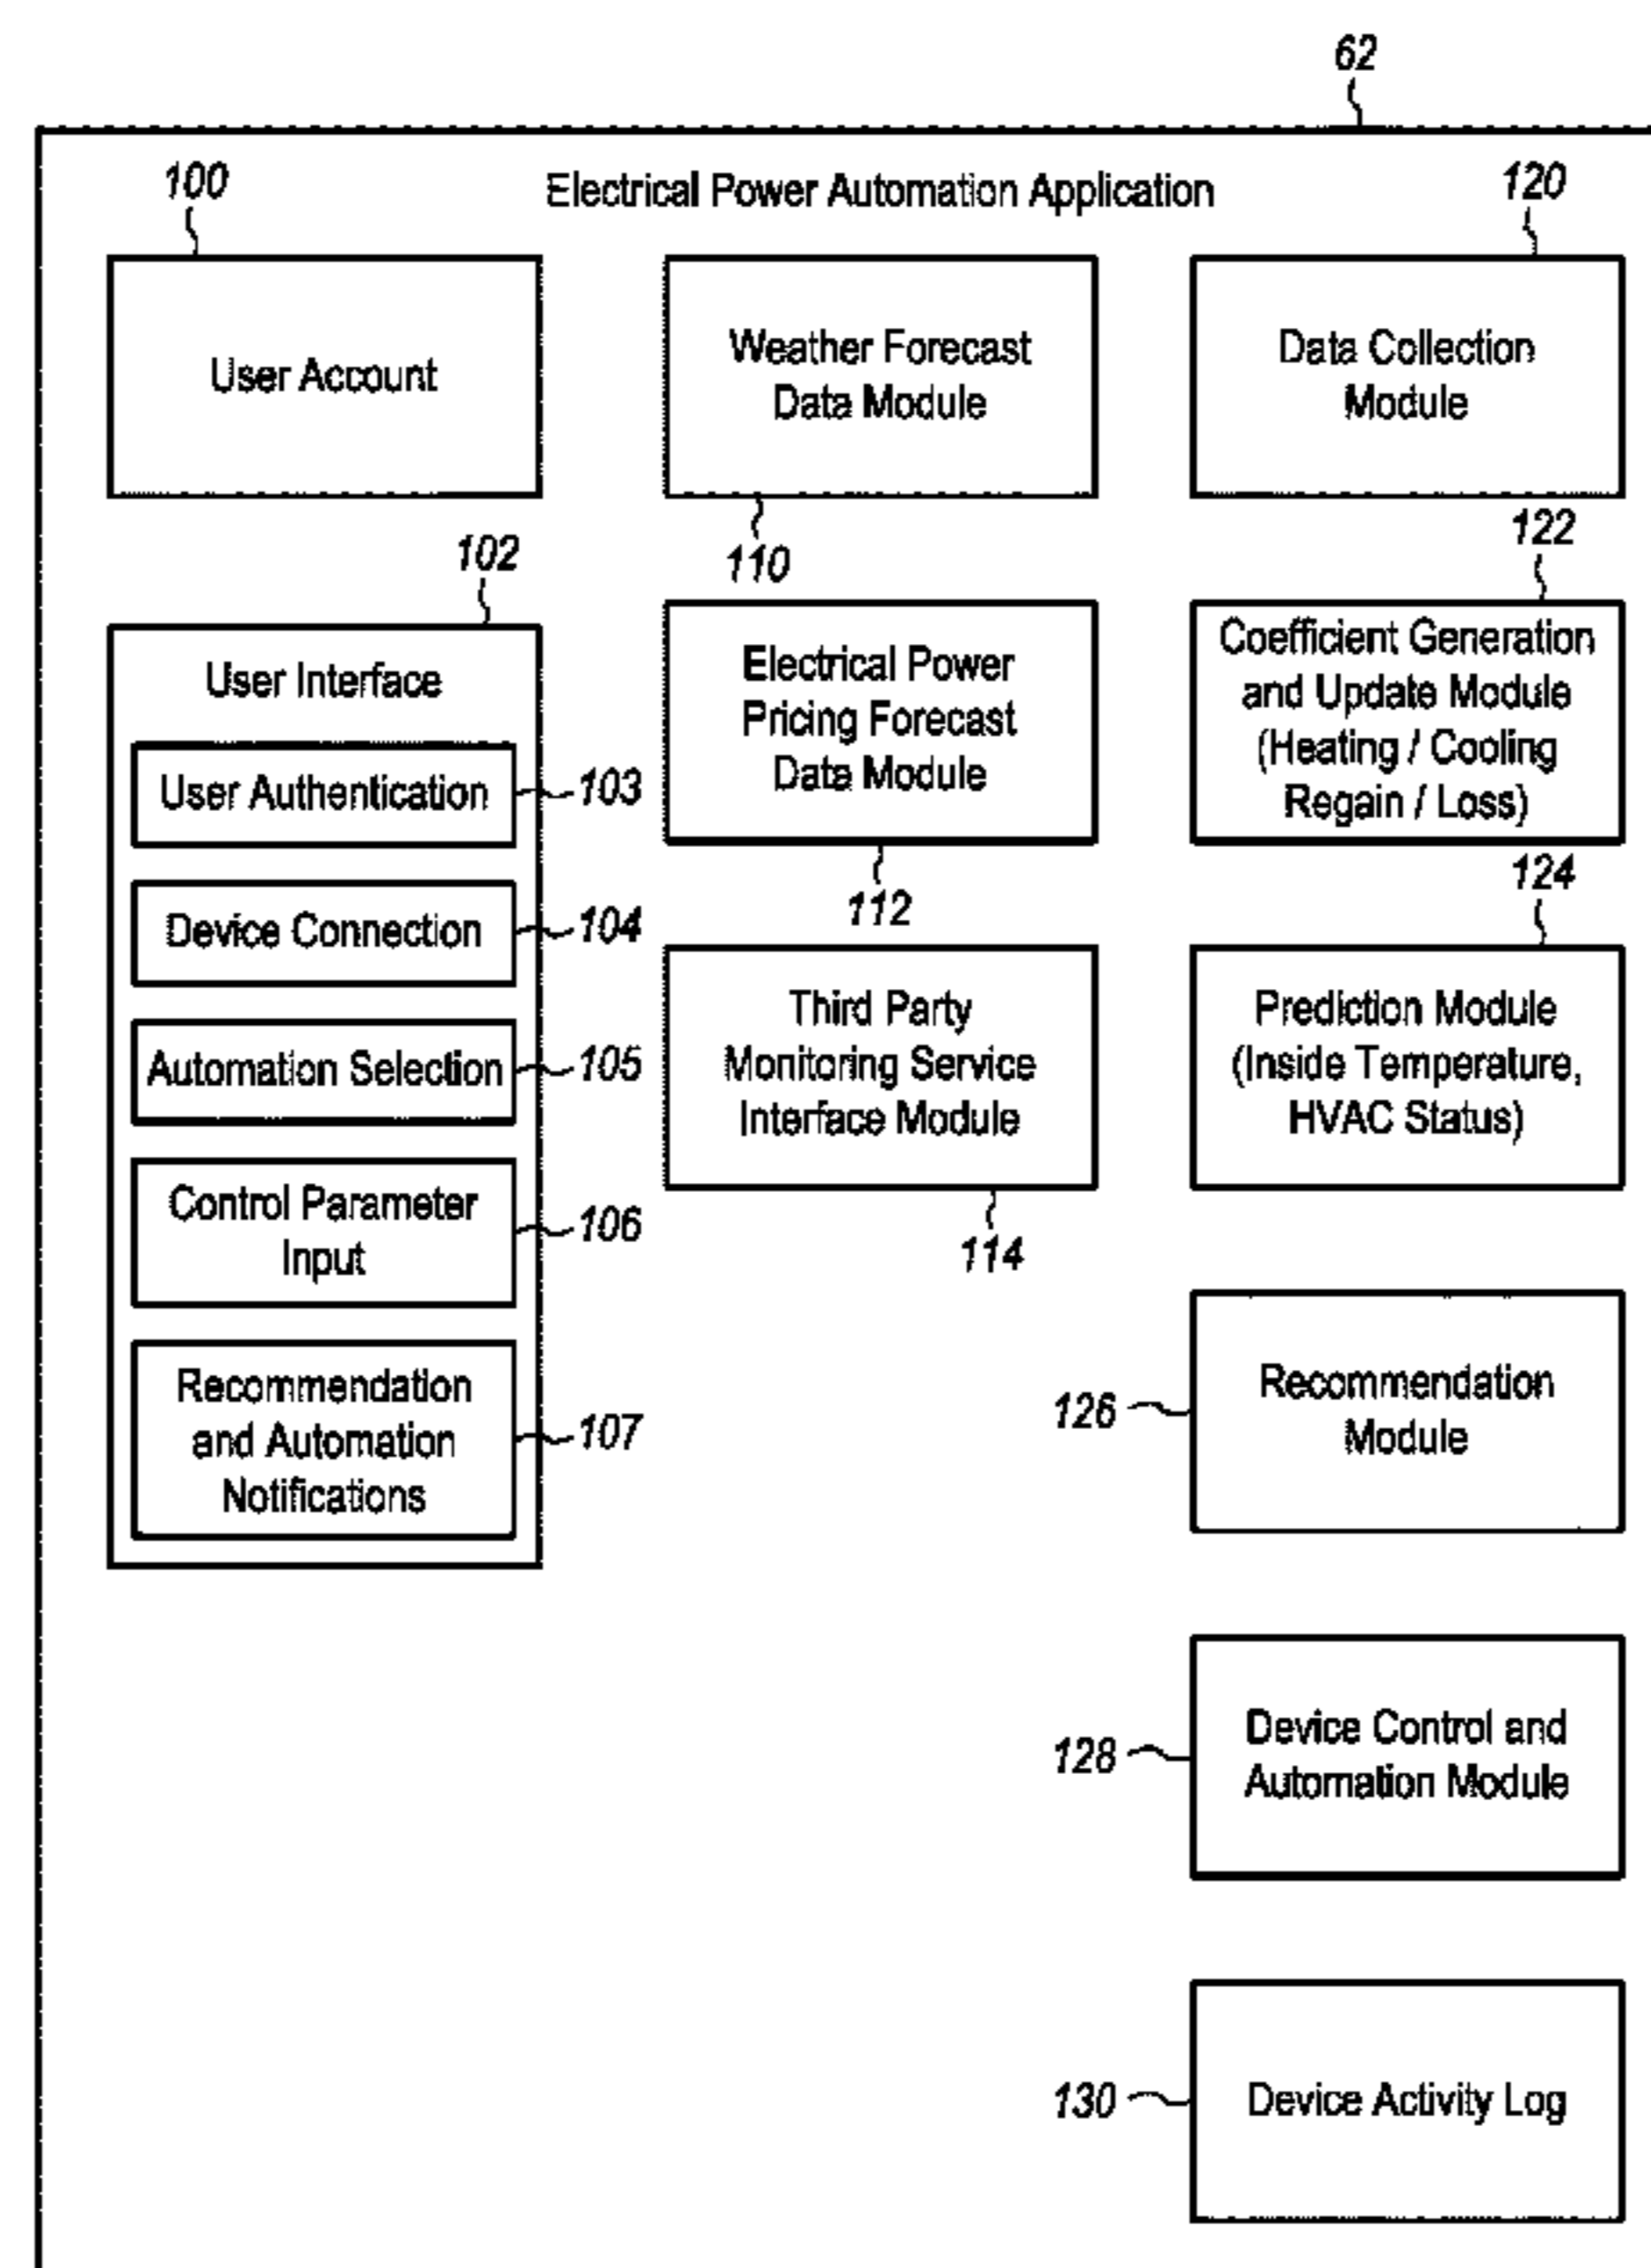 62
Electrical Power Automation Application
100
User Account
102
User Interface
User Authentication
103
Device Connection
104
Automation Selection
105
Control Parameter
Input
106
Recommendation
and Automation
Notifications
107
Weather Forecast
Data Module
110
Electrical Power
Pricing Forecast
Data Module
112
Third Party
Monitoring Service
Interface Module
114
120
Data Collection
Module
122
Coefficient Generation
and Update Module
(Heating / Cooling
Regain / Loss)
124
Prediction Module
(Inside Temperature,
HVAC Status)
126
Recommendation
Module
128
Device Control and
Automation Module
130
Device Activity Log